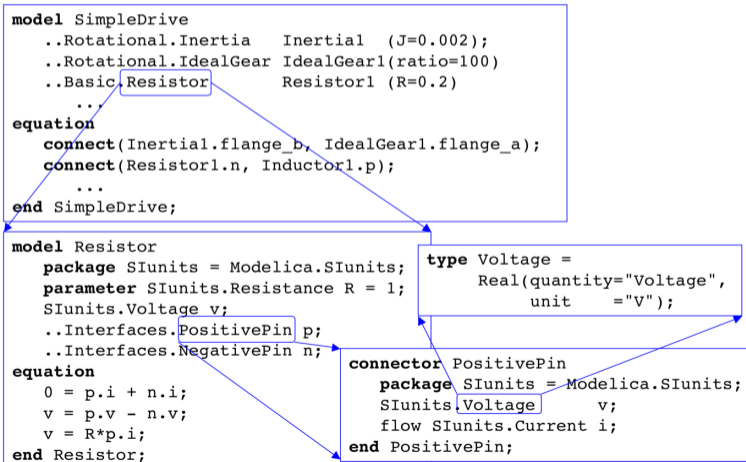 model SimpleDrive
..Rotational.Inertia Inertia1 (J=0.002);
..Rotational.IdealGear IdealGear1(ratio=100)
..Basic.Resistor Resistor1 (R=0.2)
...
equation
connect(Inertia1.flange_b, IdealGear1.flange_a);
connect(Resistor1.n, Inductor1.p);
...
end SimpleDrive;
model Resistor
package SIunits = Modelica.SIunits;
parameter SIunits.Resistance R = 1;
SIunits.Voltage v;
..Interfaces.PositivePin p;
..Interfaces.NegativePin n;
equation
0 = p.i + n.i;
v = p.v - n.v;
v = R*p.i;
end Resistor;
type Voltage =
Real(quantity="Voltage",
unit ="V");
connector PositivePin
package SIunits = Modelica.SIunits;
SIunits.Voltage v;
flow SIunits.Current i;
end PositivePin;